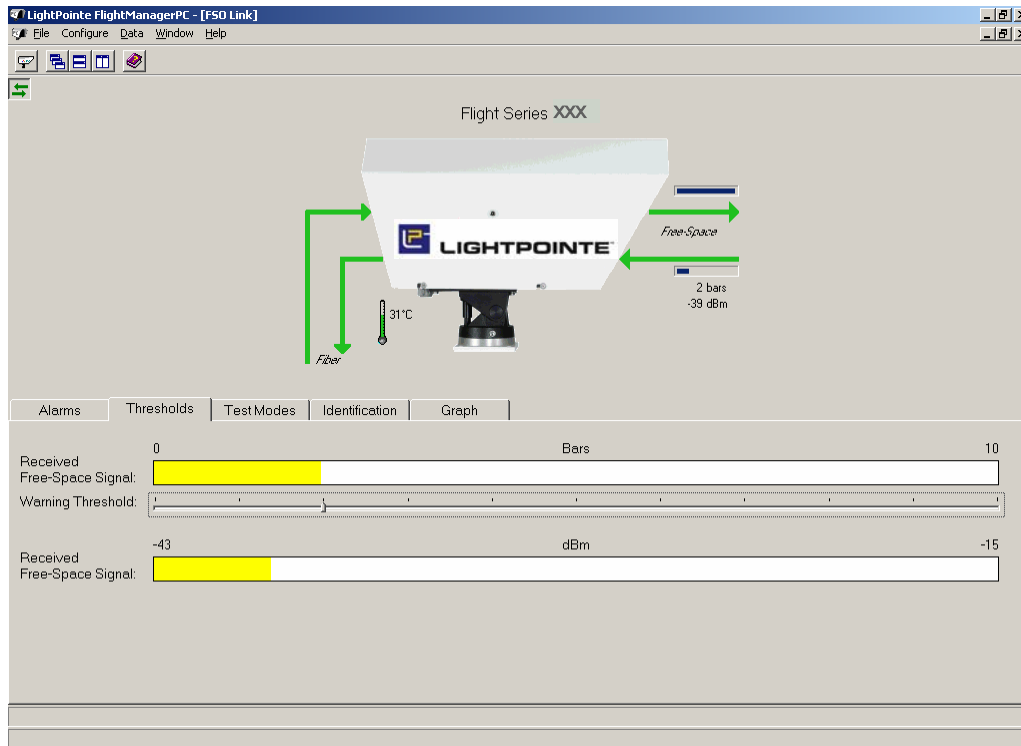 LightPointe FlightManagerPC - [FSO Link]
File Configure Data Window Help
Flight Series XXX
LIGHTPOINTE
Free-Space
2 bars
-39 dBm
31°C
Fiber
Alarms Thresholds Test Modes Identification Graph
0 Bars 10
Received
Free-Space Signal:
Warning Threshold:
-43 dBm -15
Received
Free-Space Signal: